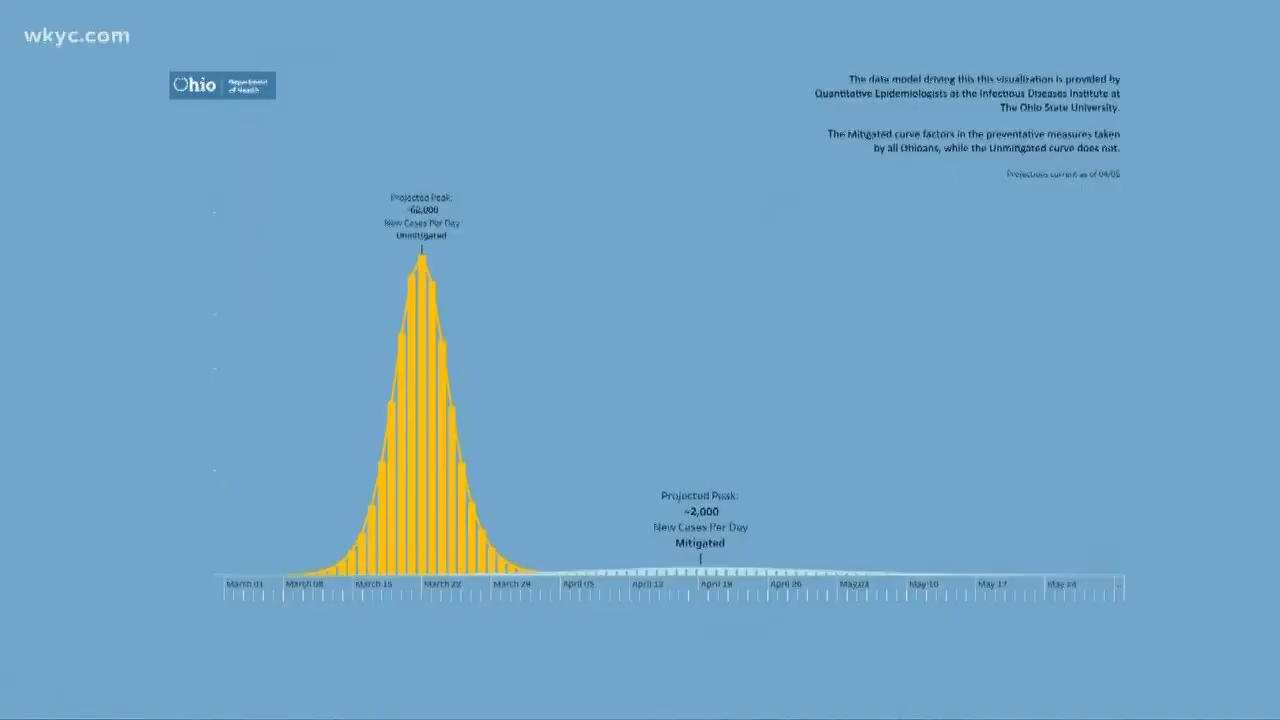 wkyc.com
Ohio Department
of Health
The data model driving this this visualization is provided by
Quantitative Epidemiologists at the Infectious Diseases Institute at
The Ohio State University.
The Mitigated curve factors in the preventative measures taken
by all Ohioans, while the Unmitigated curve does not.
Projections current as of 04/05
Projected Peak:
New Cases Per Day
Unmitigated
Projected Peak:
~2,000
New Cases Per Day
Mitigated
March 01 March 08 March 15 March 22 March 29 April 05 April 12 April 19 April 26 May 03 May 10 May 17 May 24